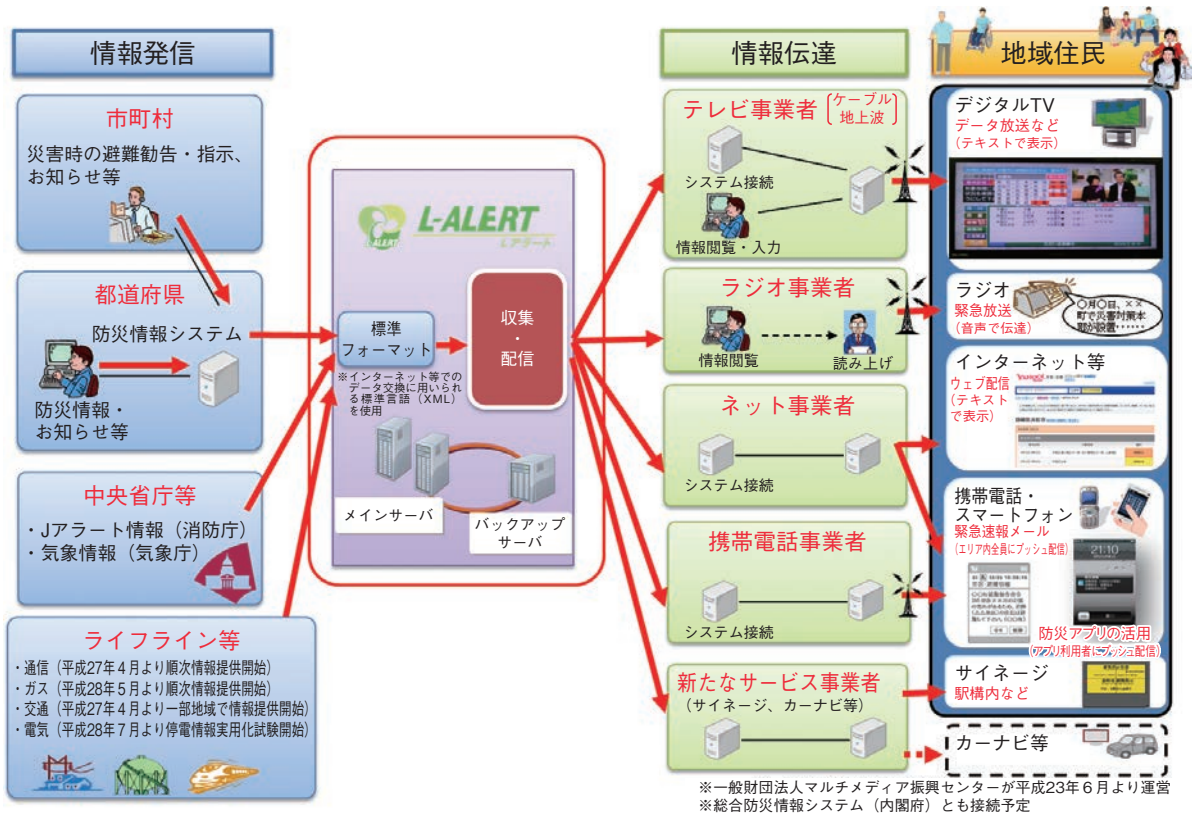 情報発信
市町村
災害時の避難勧告・指示、
お知らせ等
都道府県
防災情報システム
防災情報・
お知らせ等
中央省庁等
・Jアラート情報（消防庁）
・気象情報（気象庁）
ライフライン等
・通信（平成27年４月より順次情報提供開始）
・ガス（平成28年５月より順次情報提供開始）
・交通（平成27年４月より一部地域で情報提供開始）
・電気（平成28年７月より停電情報実用化試験開始）
L-ALERT
L-ALERT
Lアラート
標準
フォーマット
※インターネット等での
データ交換に用いられ
る標準言語（XML）
を使用
収集
・
配信
メインサーバ
バックアップ
サーバ
情報伝達
テレビ事業者
ケーブル
地上波
システム接続
情報閲覧・入力
ラジオ事業者
情報閲覧
読み上げ
ネット事業者
システム接続
携帯電話事業者
システム接続
新たなサービス事業者
（サイネージ、カーナビ等）
地域住民
デジタルTV
データ放送など
（テキストで表示）
ラジオ
緊急放送
（音声で伝達）
〇月〇日、××
町で災害対策本
部が設置……
インターネット等
ウェブ配信
（テキスト
で表示）
Yahoo!
携帯電話・
スマートフォン
緊急速報メール
（エリア内全員にプッシュ配信）
21:10
防災アプリの活用
（アプリ利用者にプッシュ配信）
サイネージ
駅構内など
カーナビ等
※一般財団法人マルチメディア振興センターが平成23年６月より運営
※総合防災情報システム（内閣府）とも接続予定